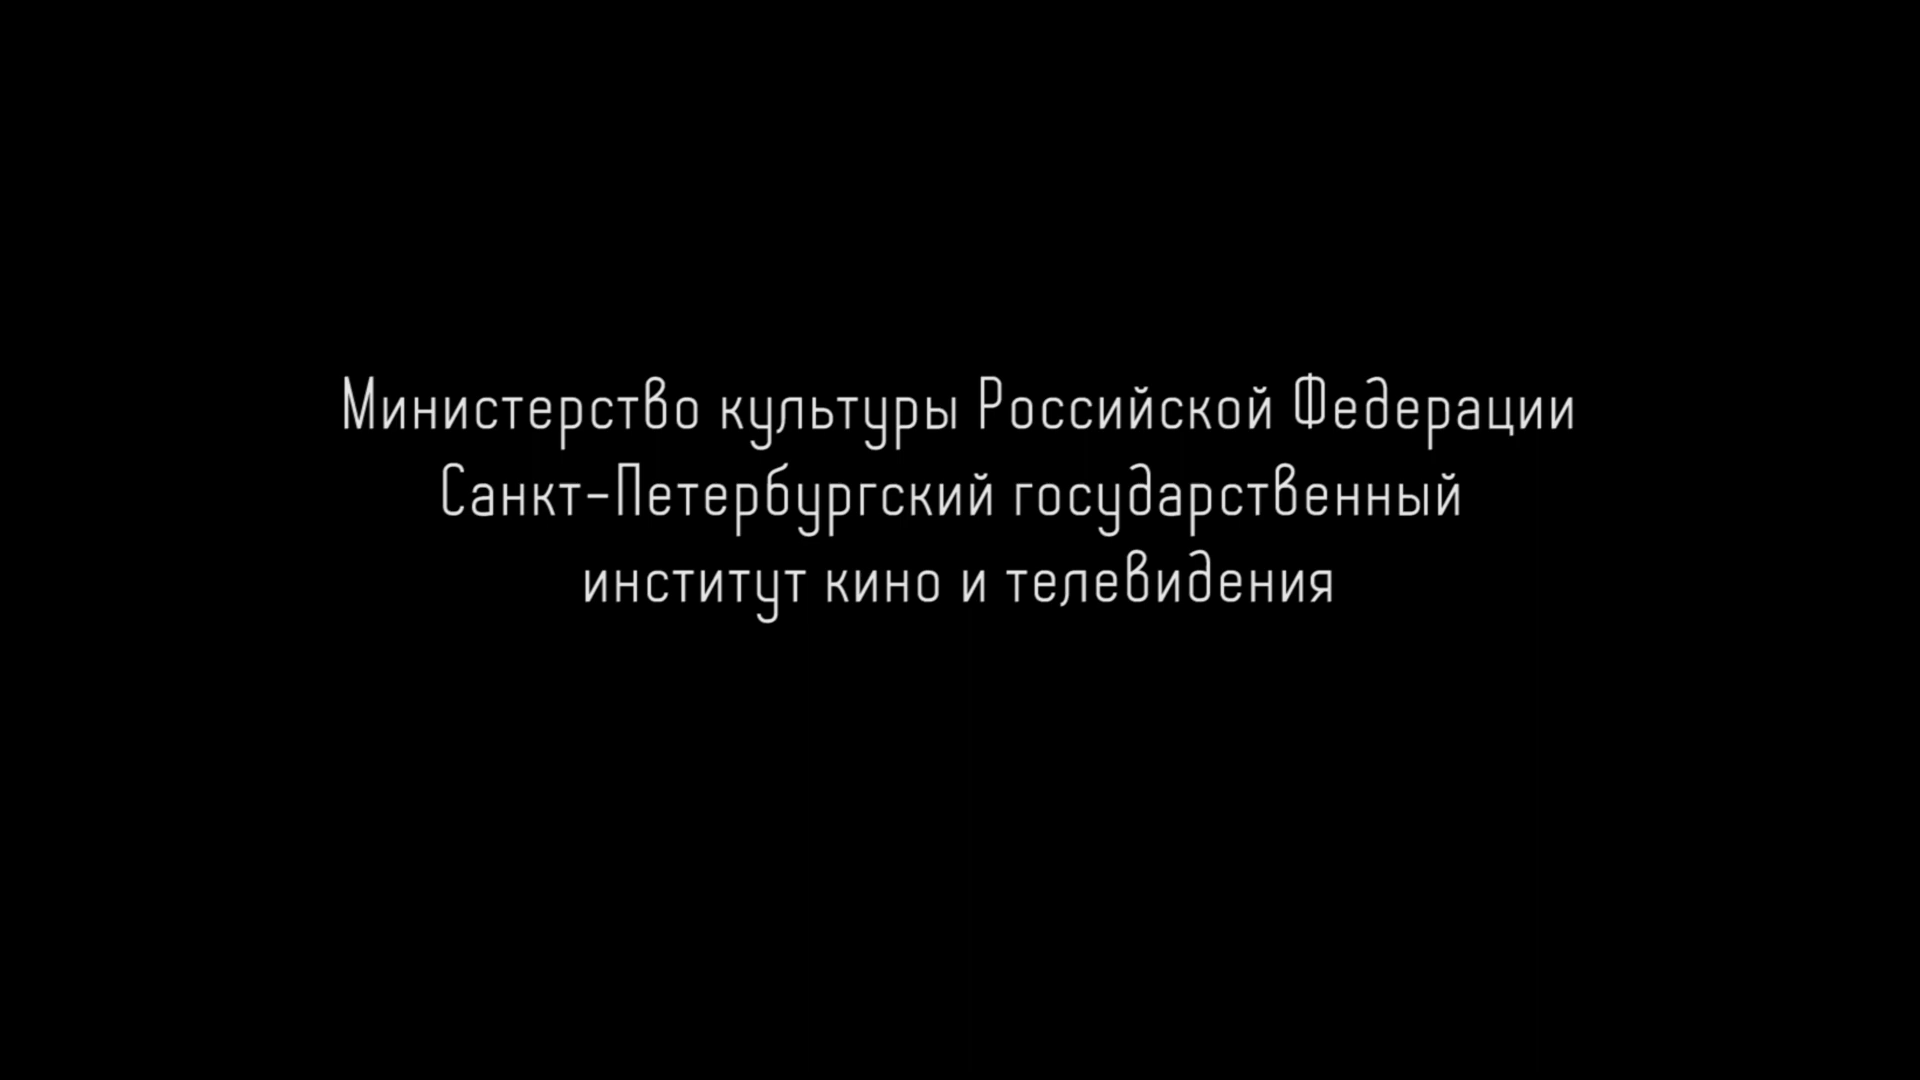 Министерство культуры Российской Федерации
Санкт-Петербургский государственный
институт кино и телевидения